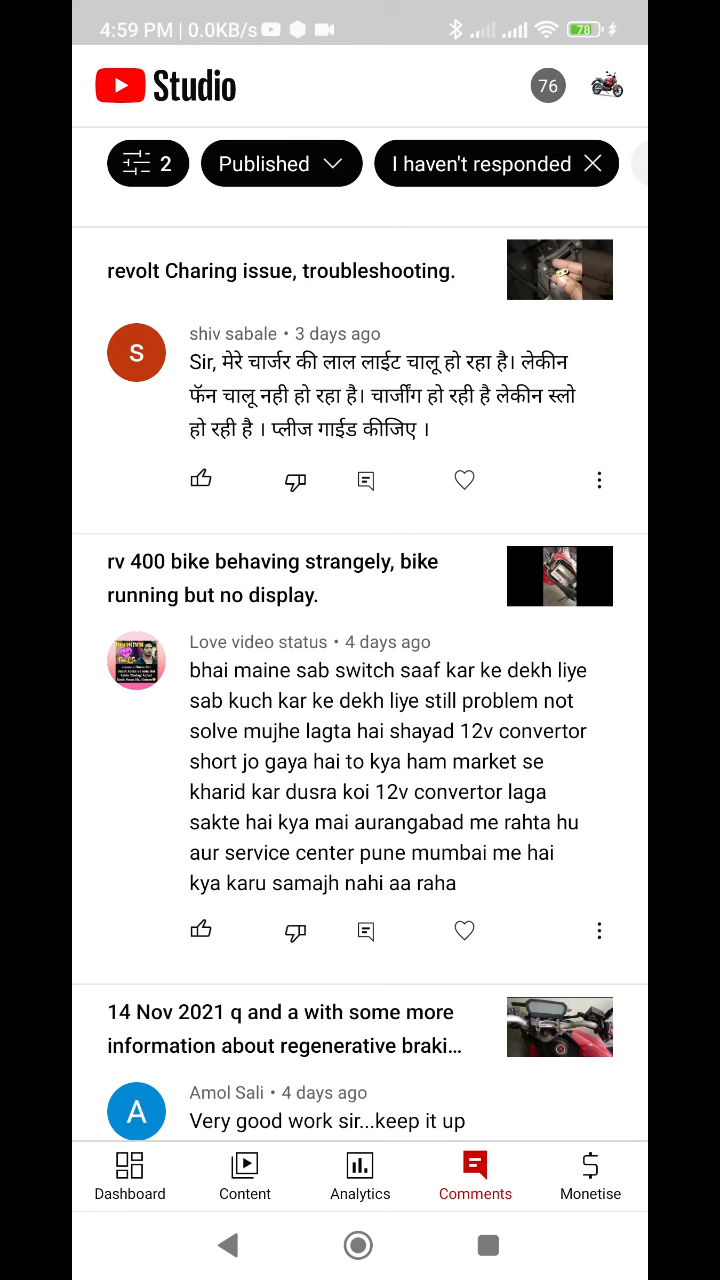 4:59 PM | 0.0KB/s
78
Studio
76
2
Published
I haven't responded
revolt Charing issue, troubleshooting.
S
shiv sabale • 3 days ago
Sir, मेरे चार्जर की लाल लाईट चालू हो रहा है। लेकीन
फॅन चालू नही हो रहा है। चार्जींग हो रही है लेकीन स्लो
हो रही है । प्लीज गाईड कीजिए ।
rv 400 bike behaving strangely, bike
running but no display.
Love video status • 4 days ago
bhai maine sab switch saaf kar ke dekh liye
sab kuch kar ke dekh liye still problem not
solve mujhe lagta hai shayad 12v convertor
short jo gaya hai to kya ham market se
kharid kar dusra koi 12v convertor laga
sakte hai kya mai aurangabad me rahta hu
aur service center pune mumbai me hai
kya karu samajh nahi aa raha
14 Nov 2021 q and a with some more
information about regenerative braki...
A
Amol Sali • 4 days ago
Very good work sir...keep it up
Dashboard
Content
Analytics
Comments
Monetise